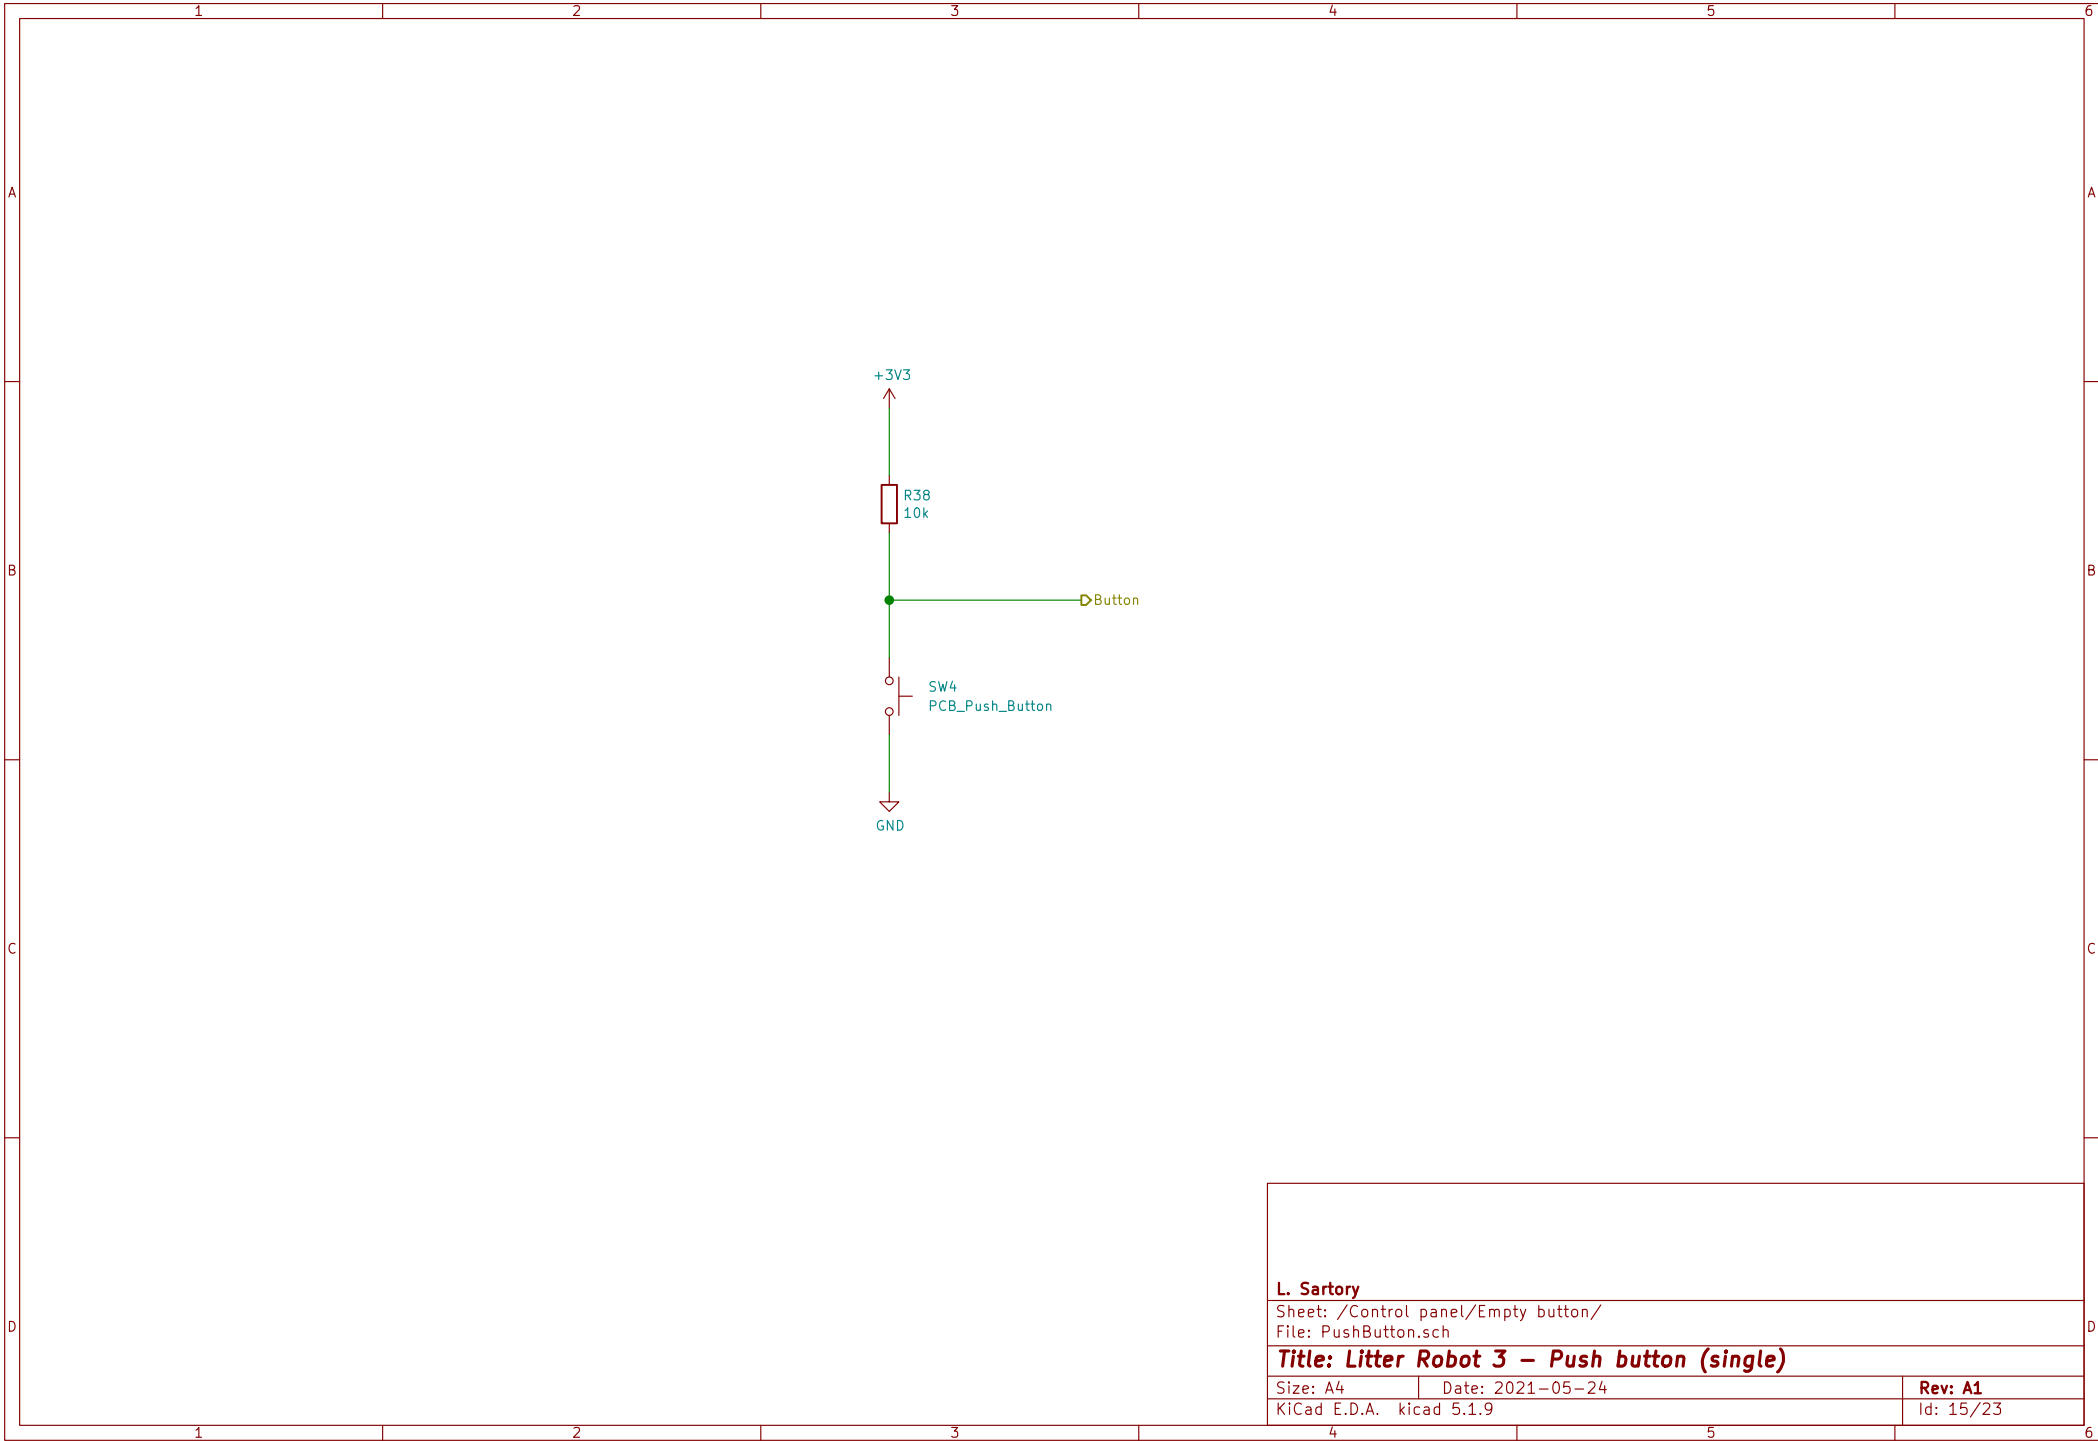 1 2 3 4 5 6
A A
+3V3
R38
10k
B B
Button
SW4
PCB_Push_Button
GND
C C
L. Sartory
Sheet: /Control panel/Empty button/
File: PushButton.sch
D D
Title: Litter Robot 3 – Push button (single)
Size: A4 Date: 2021-05-24 Rev: A1
KiCad E.D.A. kicad 5.1.9 Id: 15/23
1 2 3 4 5 6